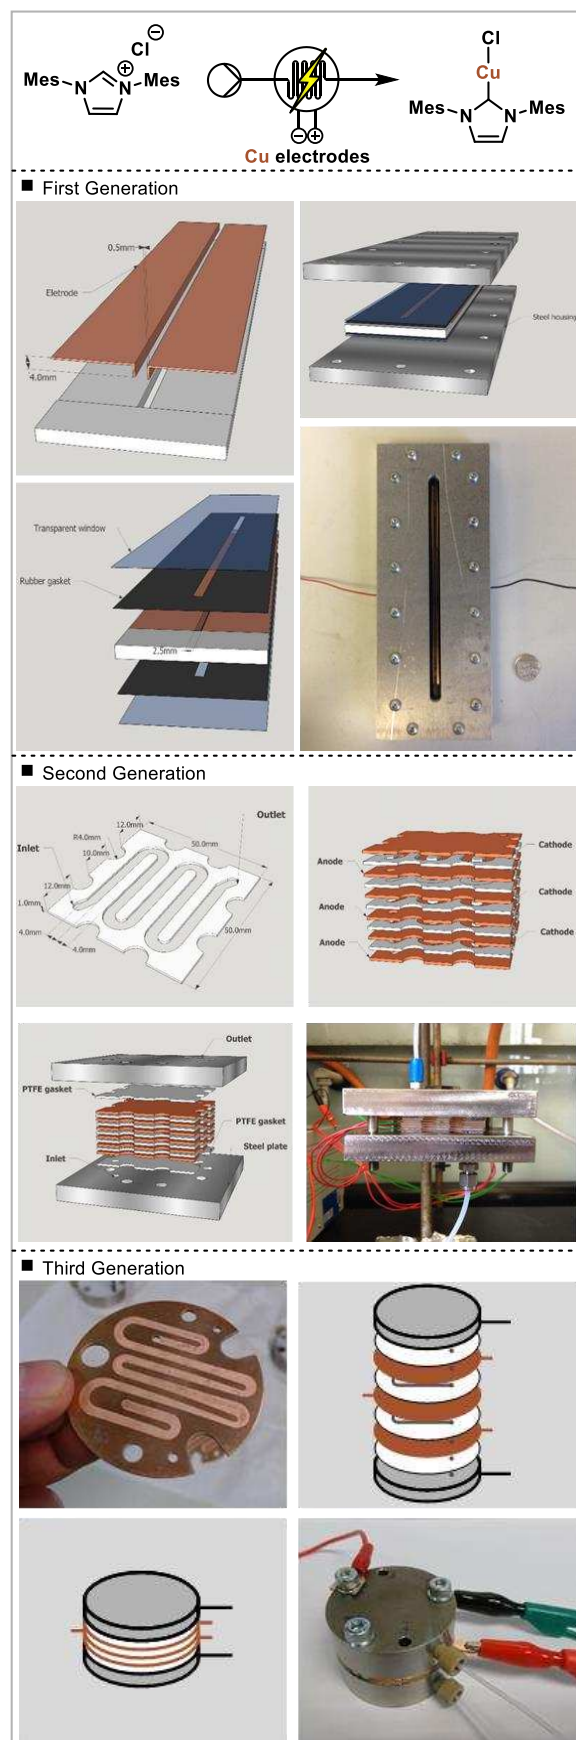 Cl ⊖
Mes N ⊕ N Mes
Cl
Cu
Mes N N Mes
⊖ ⊕
Cu electrodes
■ First Generation
0.5mm
Eletrode
4.0mm
Steel housing
Transparent window
Rubber gasket
2.5mm
■ Second Generation
Outlet
12.0mm
R4.0mm
50.0mm
10.0mm
Inlet
12.0mm
1.0mm
4.0mm
4.0mm
50.0mm
Cathode
Anode
Cathode
Anode
Anode
Cathode
Outlet
PTFE gasket
PTFE gasket
Steel plate
Inlet
■ Third Generation